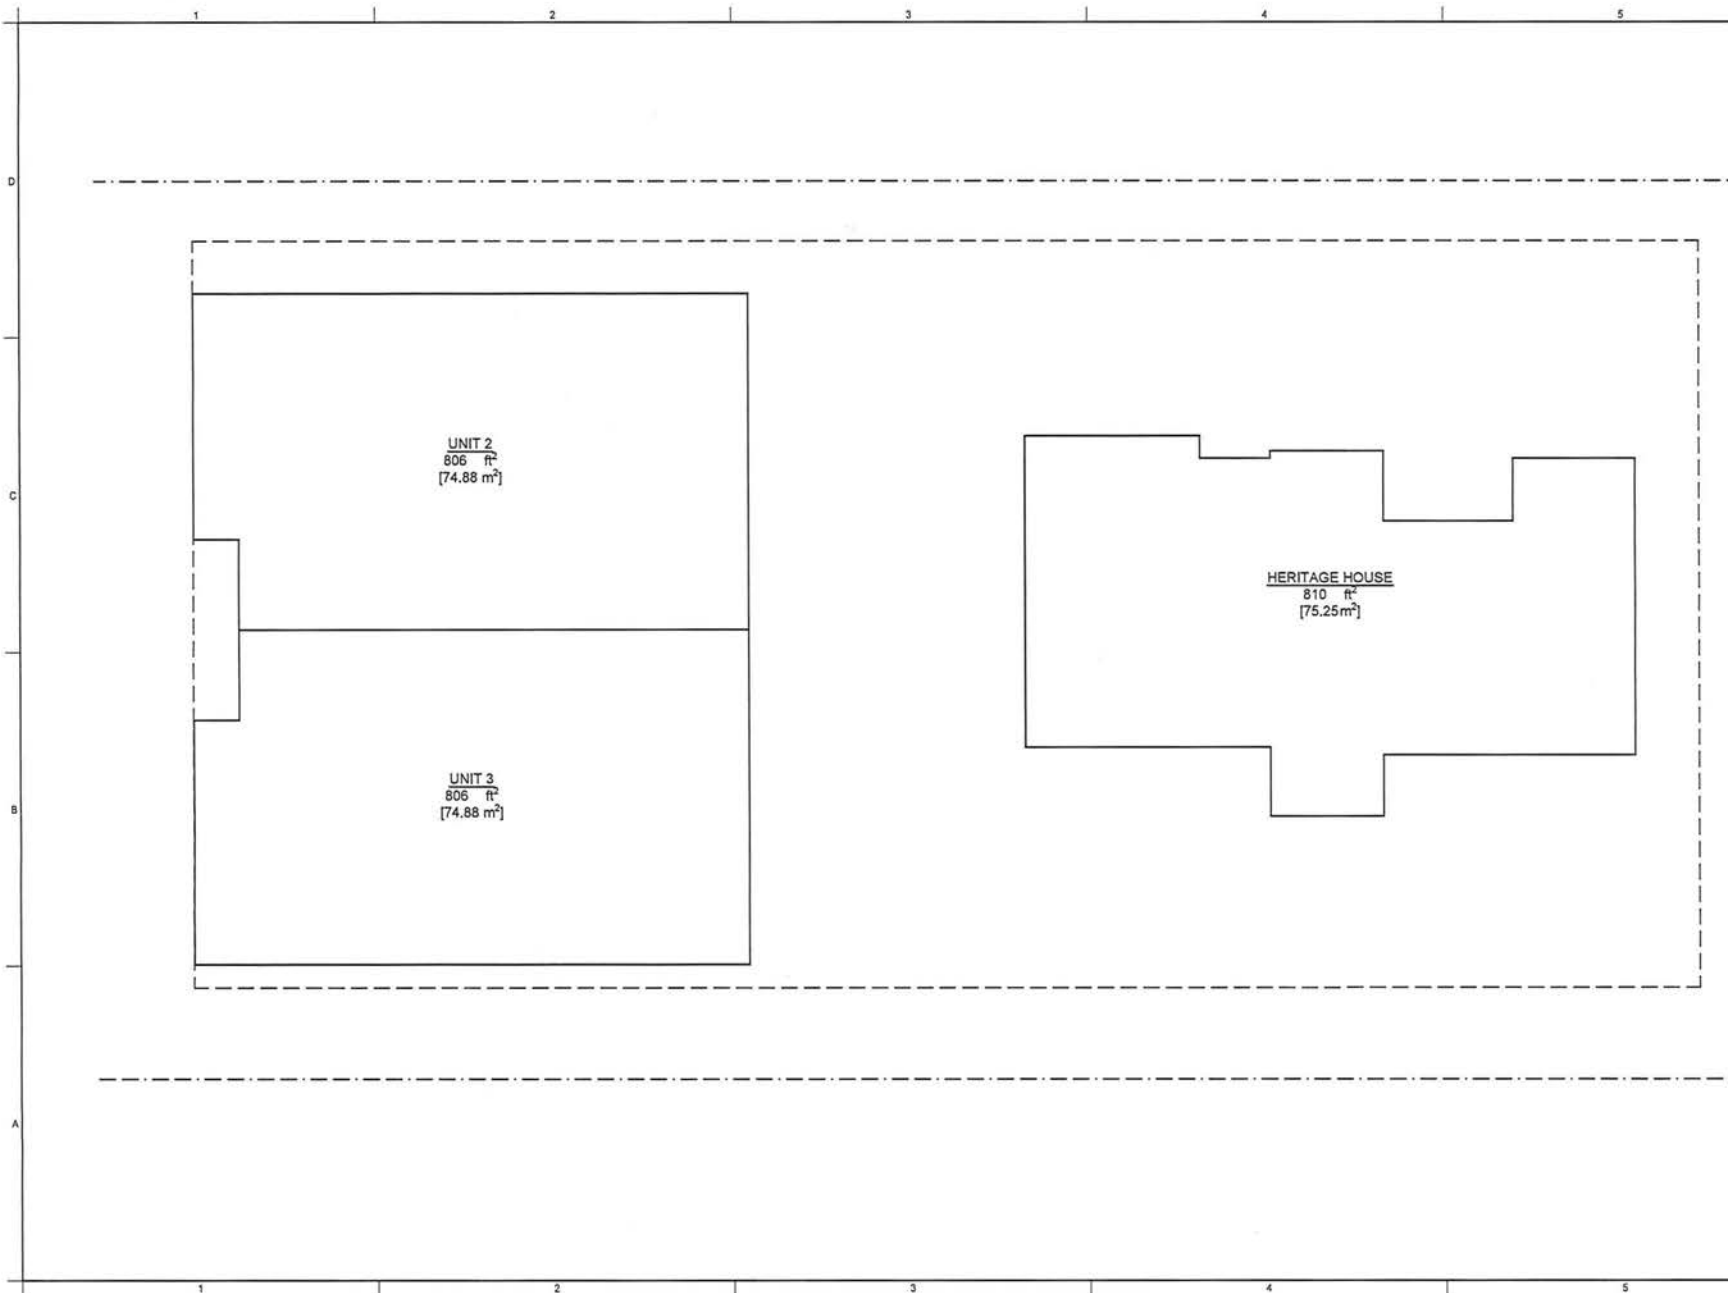 1 2 3 4 5
D
UNIT 2
806 ft²
[74.88 m²]
C
HERITAGE HOUSE
810 ft²
[75.25m²]
UNIT 3
806 ft²
[74.88 m²]
B
A
1 2 3 4 5